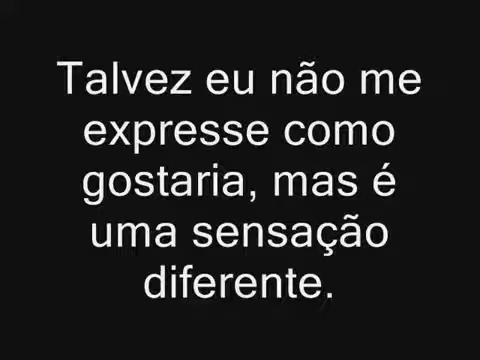 Talvez eu não me
expresse como
gostaria, mas é
uma sensação
diferente.